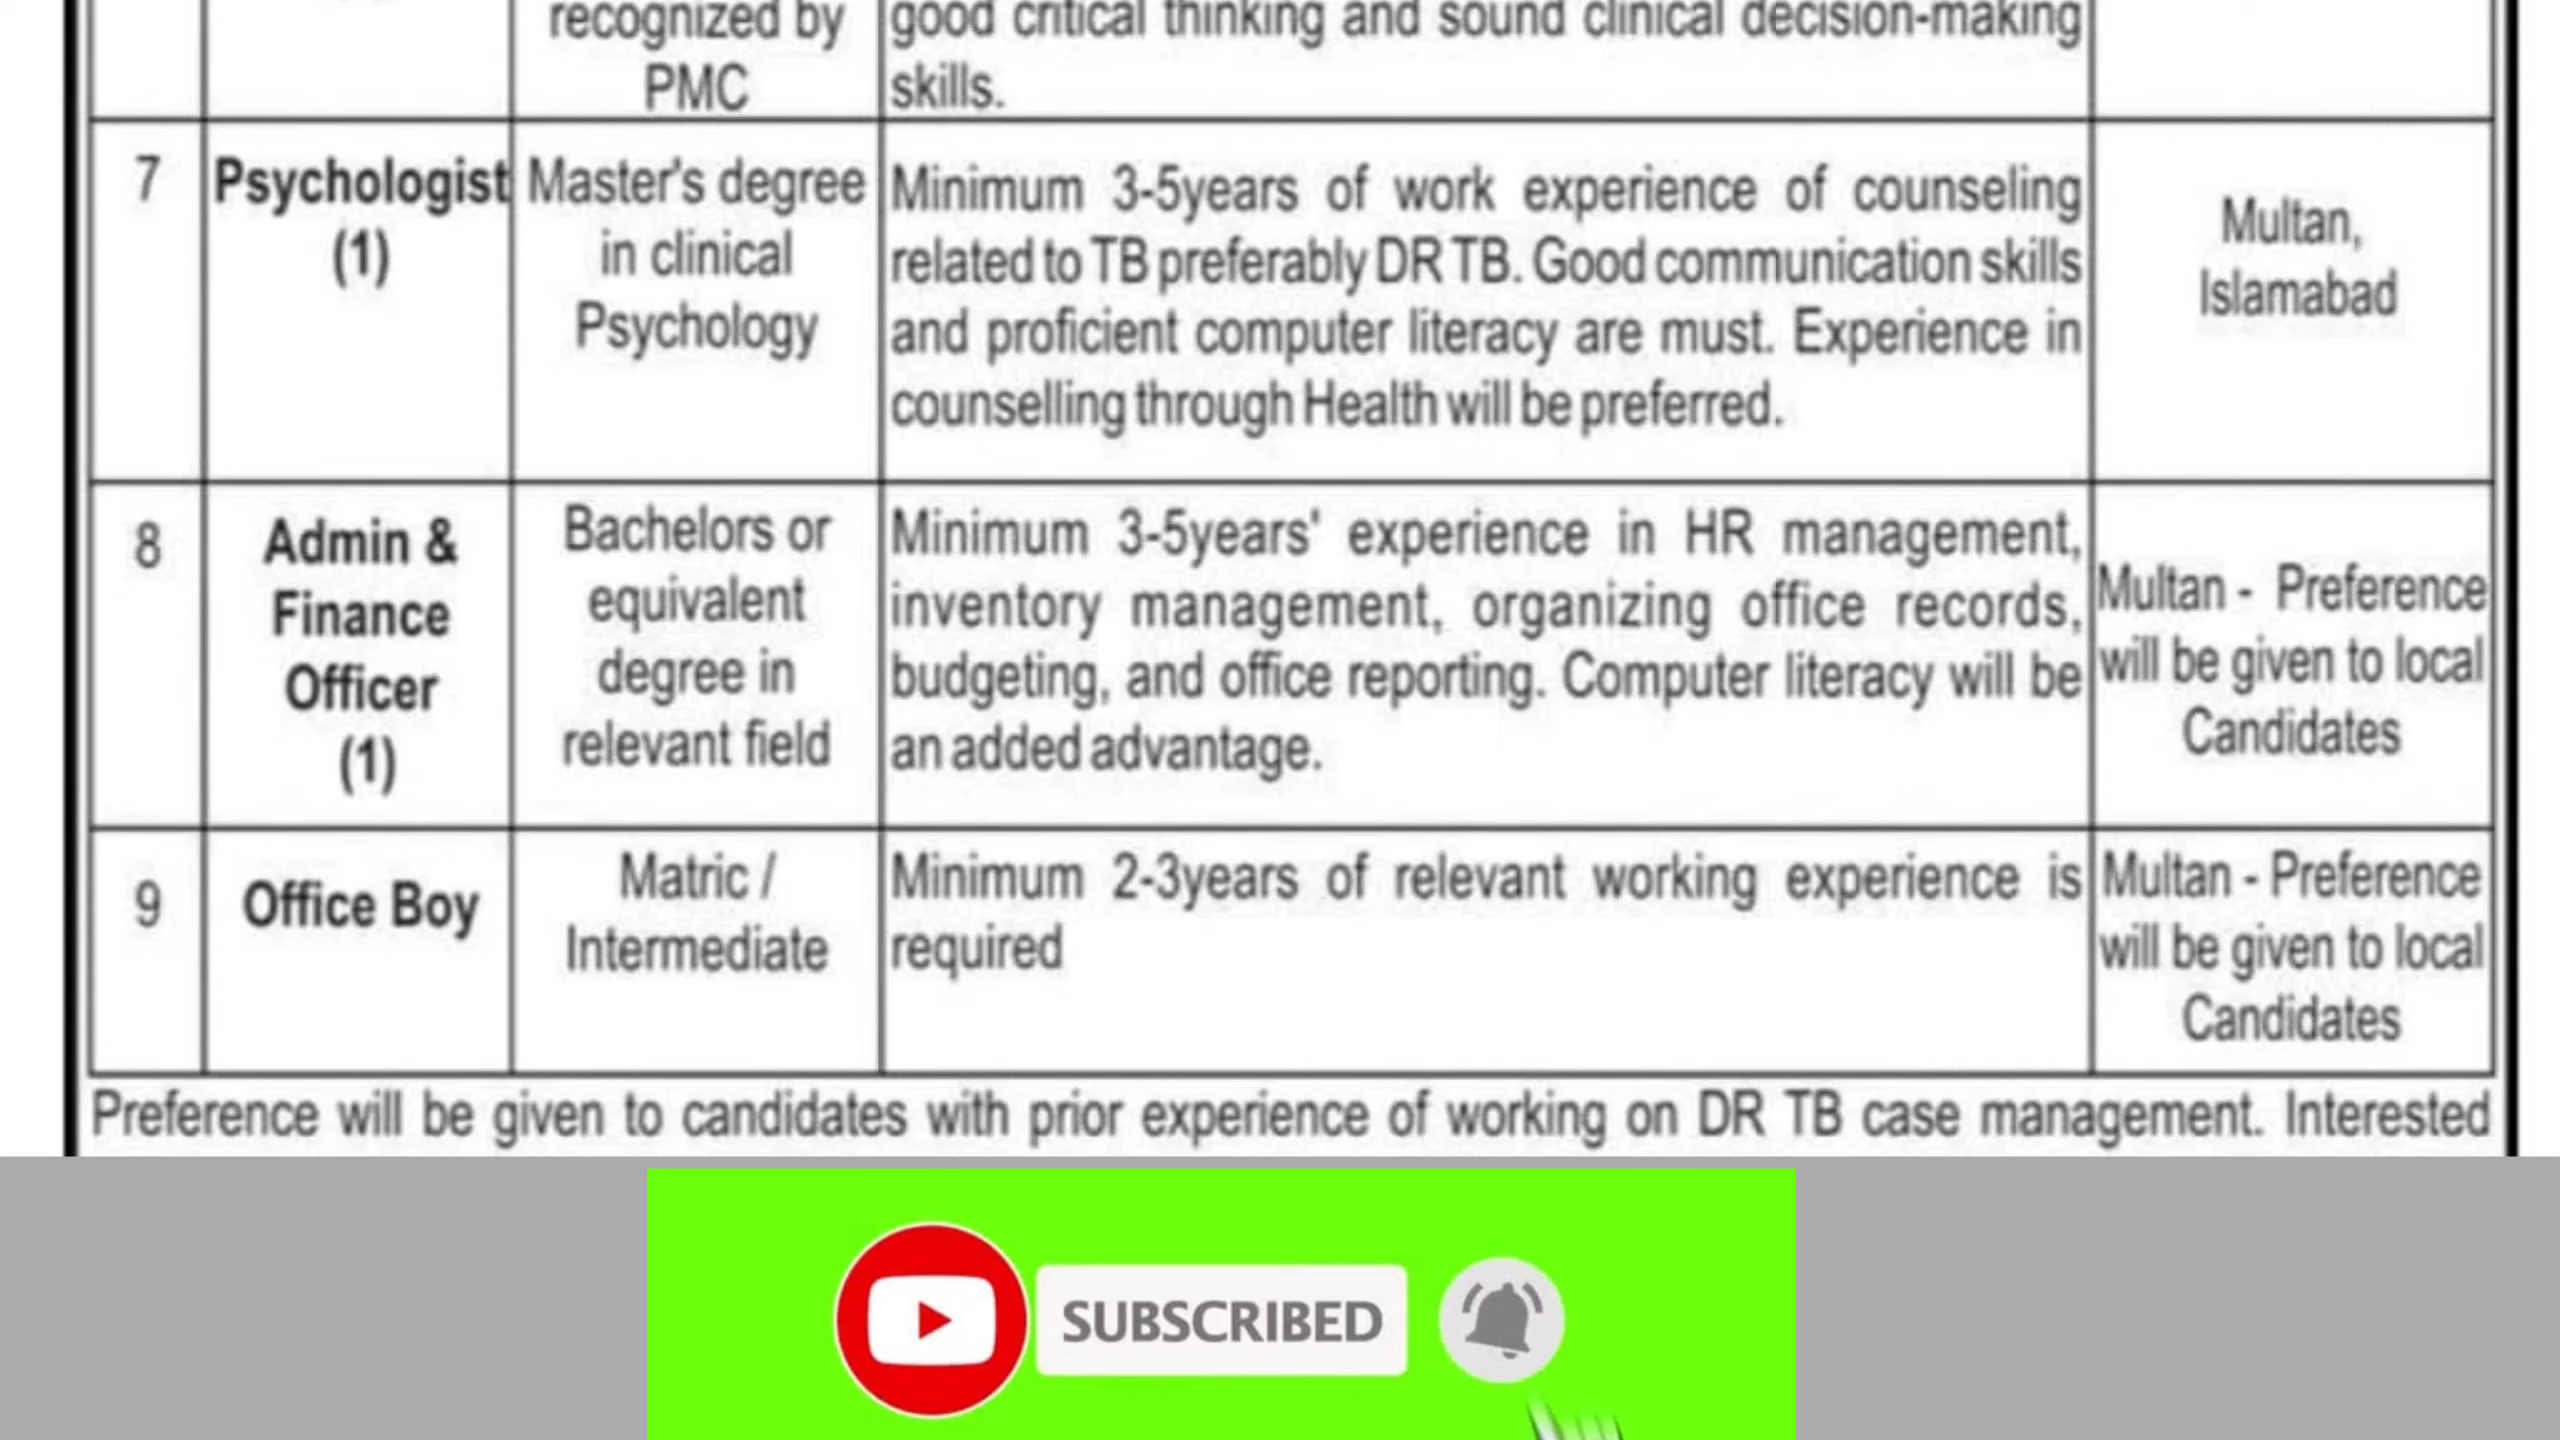 recognized by
PMC
good critical thinking and sound clinical decision-making
skills.
7
Psychologist
(1)
Master's degree
in clinical
Psychology
Minimum 3-5years of work experience of counseling
related to TB preferably DR TB. Good communication skills
and proficient computer literacy are must. Experience in
counselling through Health will be preferred.
Multan,
Islamabad
8
Admin &
Finance
Officer
(1)
Bachelors or
equivalent
degree in
relevant field
Minimum 3-5years' experience in HR management,
inventory management, organizing office records,
budgeting, and office reporting. Computer literacy will be
an added advantage.
Multan - Preference
will be given to local
Candidates
9
Office Boy
Matric /
Intermediate
Minimum 2-3years of relevant working experience is
required
Multan - Preference
will be given to local
Candidates
Preference will be given to candidates with prior experience of working on DR TB case management. Interested
SUBSCRIBED